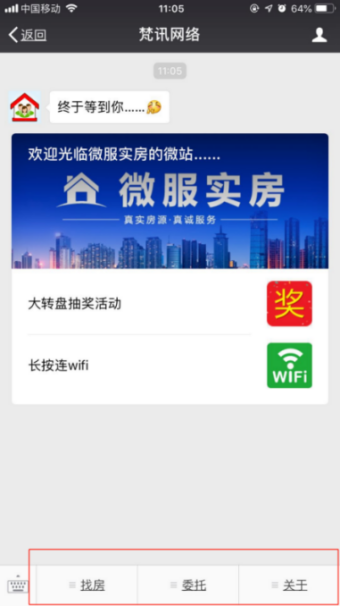 中国移动 11:05 64%
返回 梵讯网络
11:05
终于等到你......
欢迎光临微服实房的微站......
微服实房
真实房源·真诚服务
大转盘抽奖活动
奖
长按连wifi
WiFi
找房 委托 关于